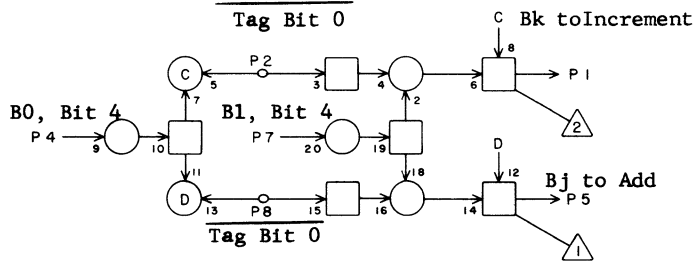 Tag Bit 0
C Bk toIncrement
P2 8
C 5 3 4 6 P1
7 2
B0, Bit 4 B1, Bit 4
P4 P7 2
9 10 20 19 D
11 18 12 Bj to Add
D P5
13 P8 15 16 14
Tag Bit 0 1